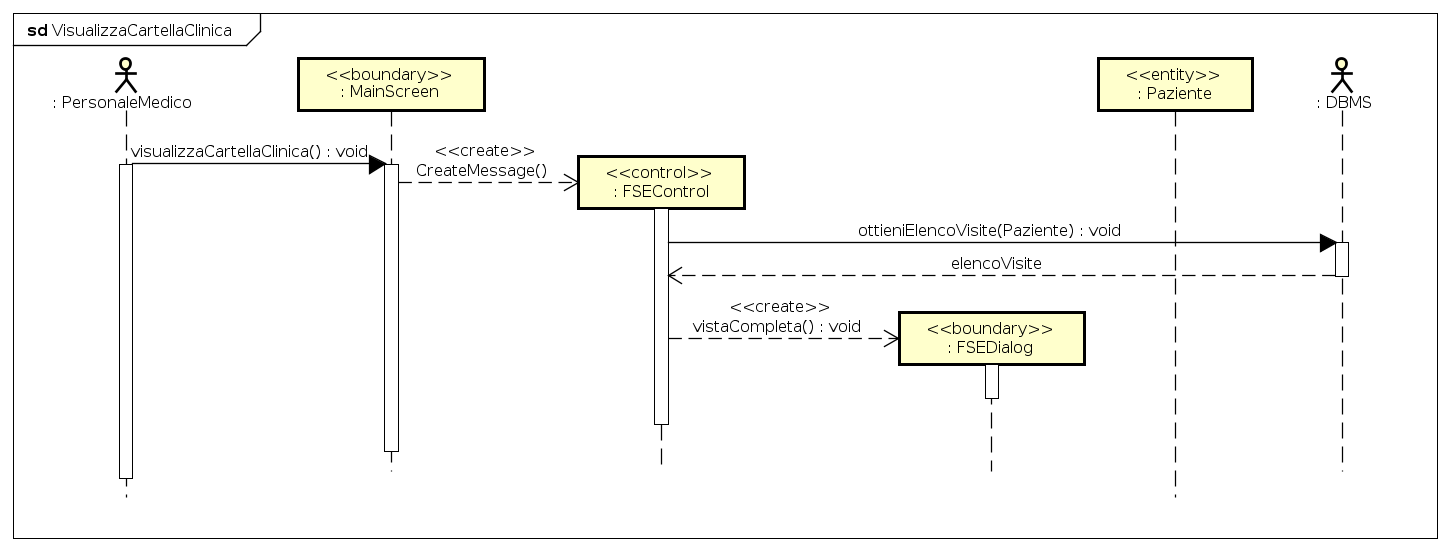 sd VisualizzaCartellaClinica
: PersonaleMedico
<<boundary>>
: MainScreen
<<entity>>
: Paziente
: DBMS
visualizzaCartellaClinica() : void
<<create>>
CreateMessage()
<<control>>
: FSEControl
ottieniElencoVisite(Paziente) : void
elencoVisite
<<create>>
vistaCompleta() : void
<<boundary>>
: FSEDialog